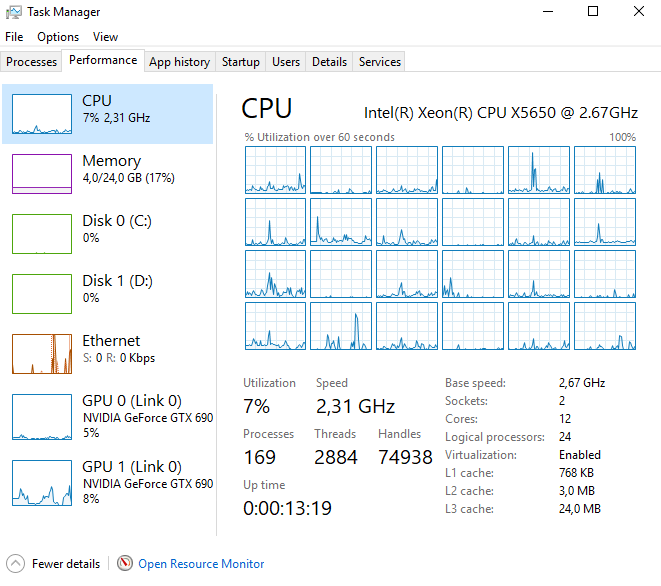 Task Manager
File Options View
Processes Performance App history Startup Users Details Services
CPU
7% 2,31 GHz
Memory
4,0/24,0 GB (17%)
Disk 0 (C:)
0%
Disk 1 (D:)
0%
Ethernet
S: 0 R: 0 Kbps
GPU 0 (Link 0)
NVIDIA GeForce GTX 690
5%
GPU 1 (Link 0)
NVIDIA GeForce GTX 690
8%
CPU Intel(R) Xeon(R) CPU X5650 @ 2.67GHz
% Utilization over 60 seconds 100%
Utilization Speed
7% 2,31 GHz
Processes Threads Handles
169 2884 74938
Up time
0:00:13:19
Base speed: 2,67 GHz
Sockets: 2
Cores: 12
Logical processors: 24
Virtualization: Enabled
L1 cache: 768 KB
L2 cache: 3,0 MB
L3 cache: 24,0 MB
Fewer details Open Resource Monitor